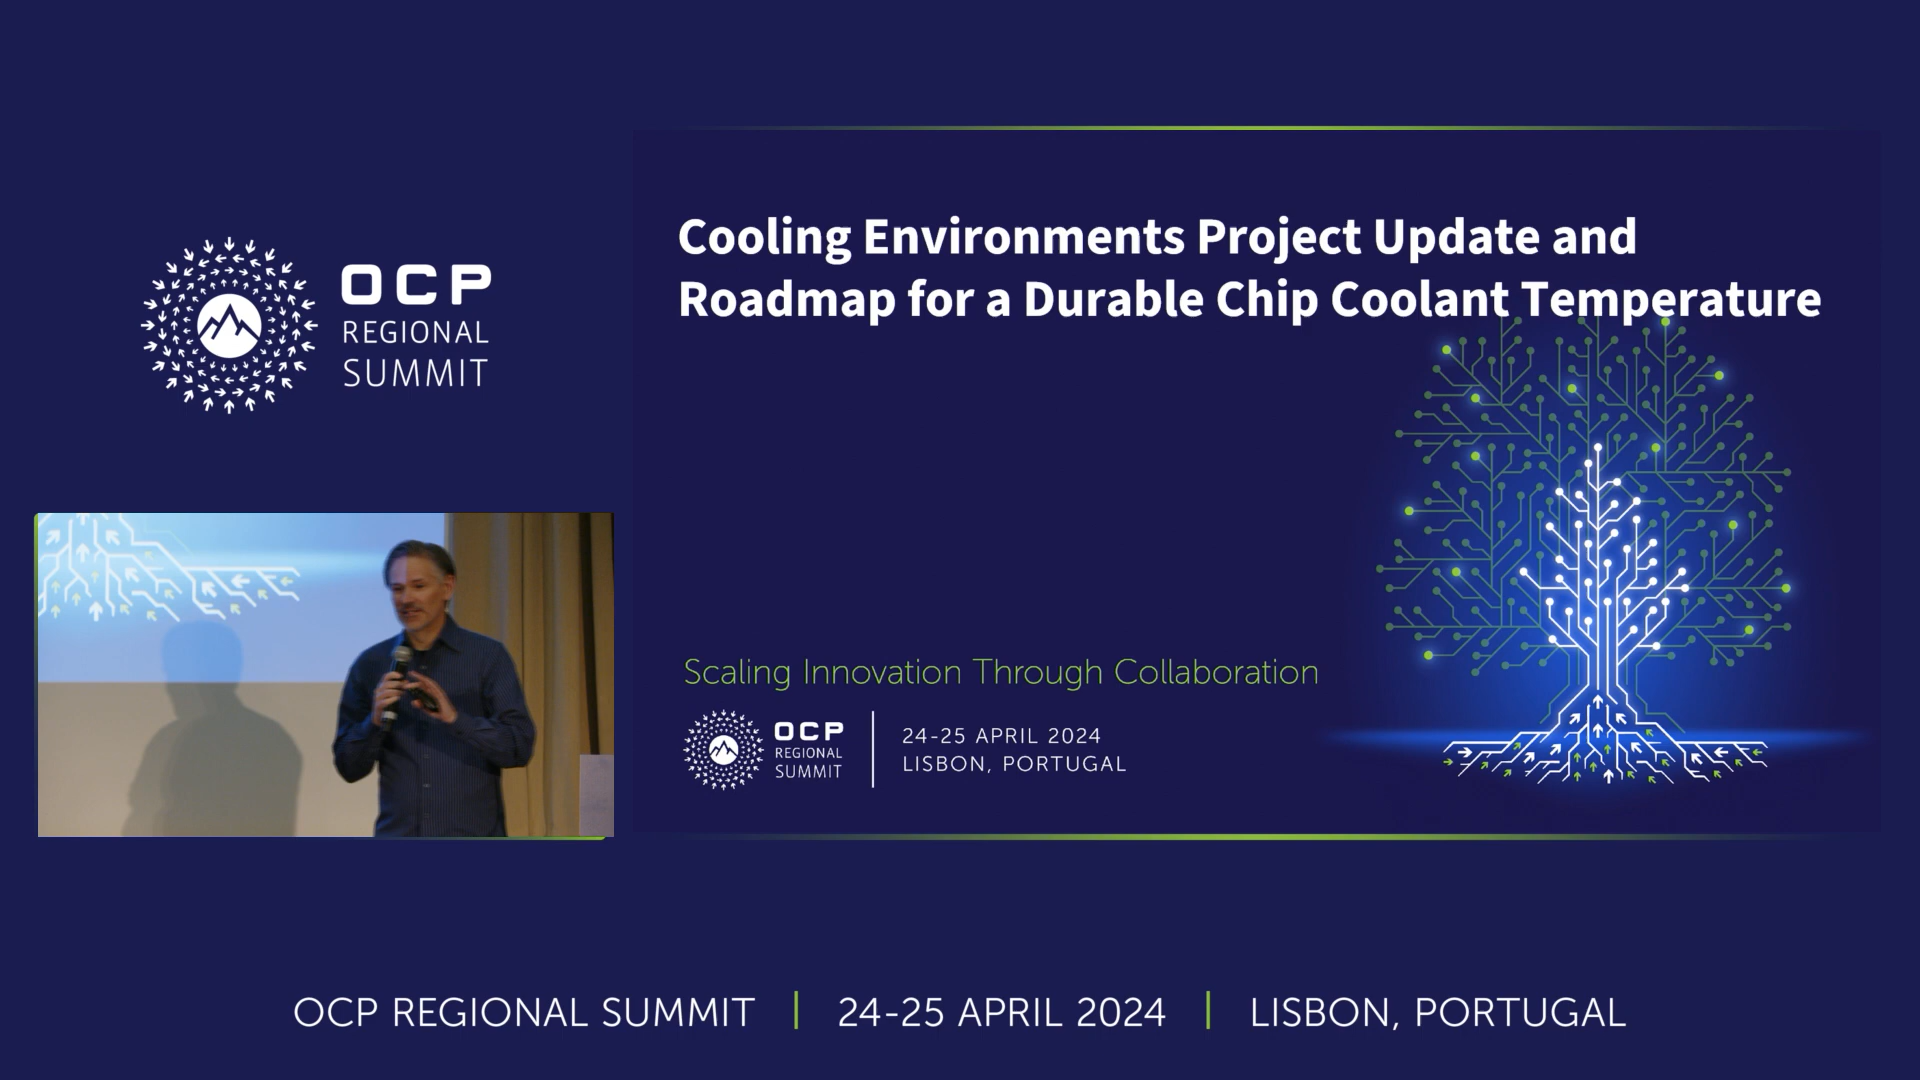 OCP
REGIONAL
SUMMIT
Cooling Environments Project Update and
Roadmap for a Durable Chip Coolant Temperature
Scaling Innovation Through Collaboration
OCP
REGIONAL
SUMMIT
24-25 APRIL 2024
LISBON, PORTUGAL
OCP REGIONAL SUMMIT | 24-25 APRIL 2024 | LISBON, PORTUGAL